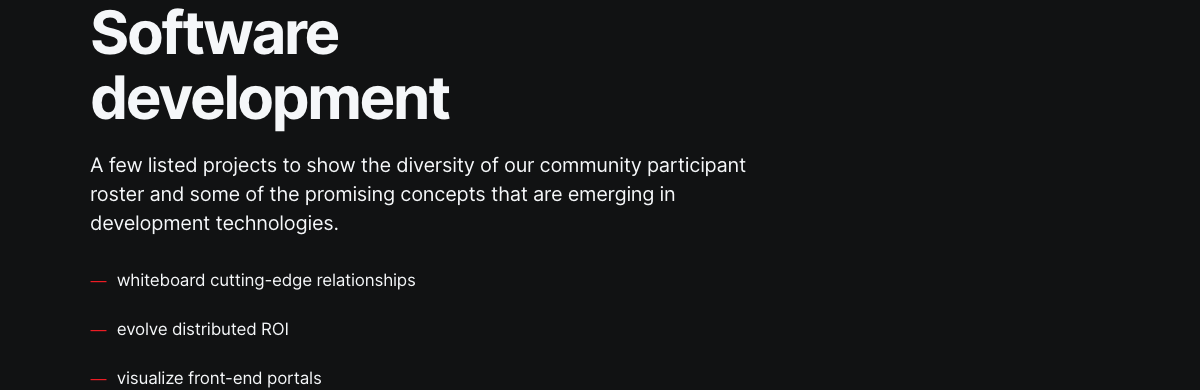 Software
development
A few listed projects to show the diversity of our community participant
roster and some of the promising concepts that are emerging in
development technologies.
— whiteboard cutting-edge relationships
— evolve distributed ROI
— visualize front-end portals